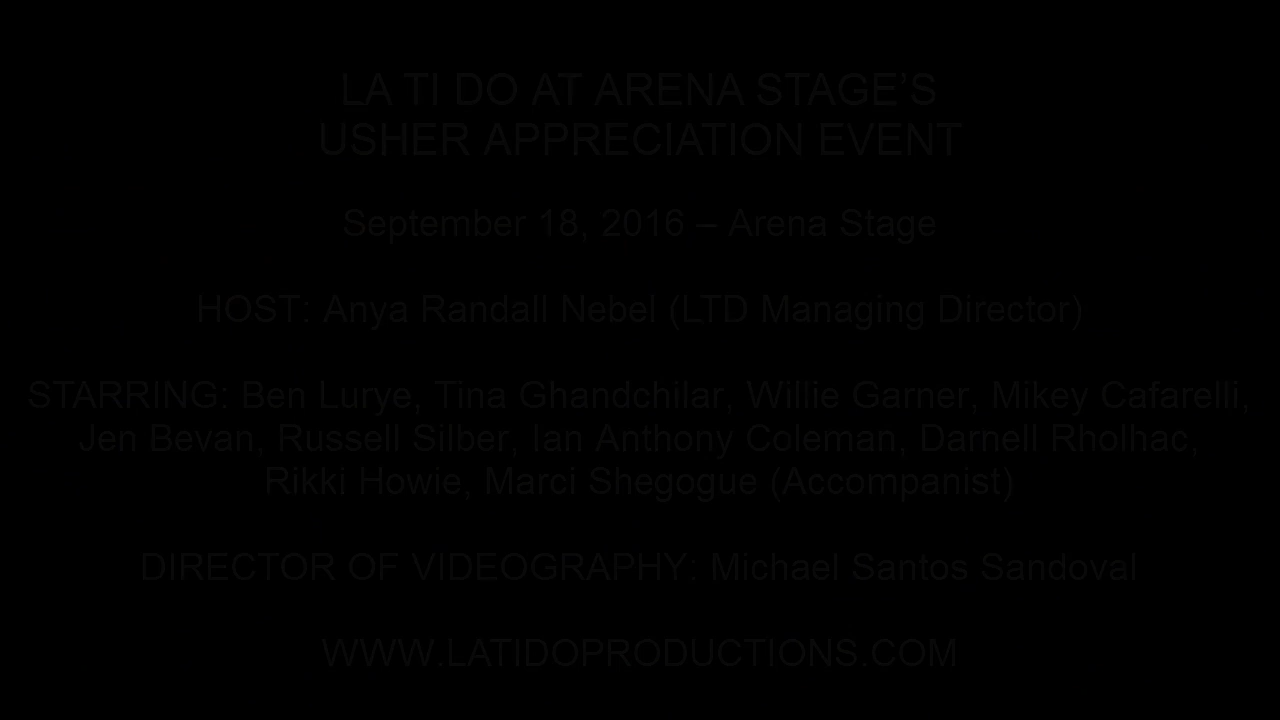 LA TI DO AT ARENA STAGE’S
USHER APPRECIATION EVENT
September 18, 2016 – Arena Stage
HOST: Anya Randall Nebel (LTD Managing Director)
STARRING: Ben Lurye, Tina Ghandchilar, Willie Garner, Mikey Cafarelli,
Jen Bevan, Russell Silber, Ian Anthony Coleman, Darnell Rholhac,
Rikki Howie, Marci Shegogue (Accompanist)
DIRECTOR OF VIDEOGRAPHY: Michael Santos Sandoval
WWW.LATIDOPRODUCTIONS.COM